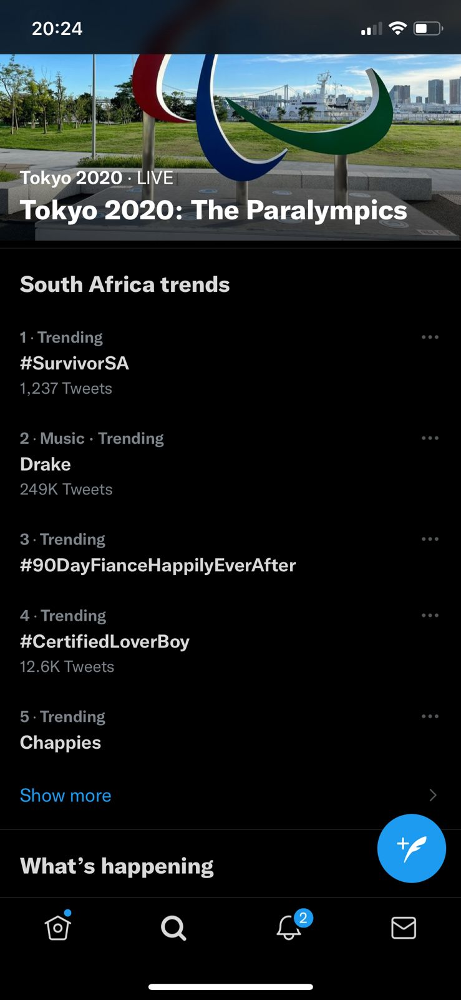 20:24
Tokyo 2020 · LIVE
Tokyo 2020: The Paralympics
South Africa trends
1 · Trending
#SurvivorSA
1,237 Tweets
2 · Music · Trending
Drake
249K Tweets
3 · Trending
#90DayFianceHappilyEverAfter
4 · Trending
#CertifiedLoverBoy
12.6K Tweets
5 · Trending
Chappies
Show more
What’s happening
2